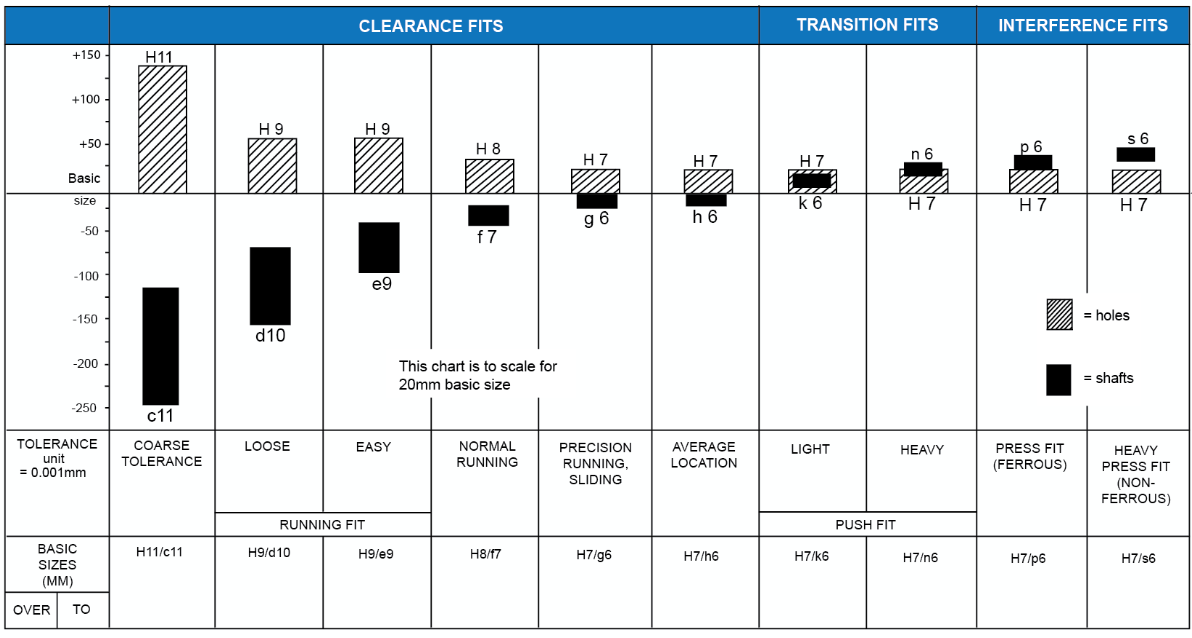 CLEARANCE FITS
TRANSITION FITS
INTERFERENCE FITS
+150
+100
+50
Basic
size
-50
-100
-150
-200
-250
H11
c11
H 9
d10
H 9
e9
H 8
f 7
H 7
g 6
H 7
h 6
H 7
k 6
n 6
H 7
p 6
H 7
s 6
H 7
= holes
= shafts
This chart is to scale for
20mm basic size
TOLERANCE
unit
= 0.001mm
COARSE
TOLERANCE
LOOSE
EASY
RUNNING FIT
NORMAL
RUNNING
PRECISION
RUNNING,
SLIDING
AVERAGE
LOCATION
LIGHT
HEAVY
PUSH FIT
PRESS FIT
(FERROUS)
HEAVY
PRESS FIT
(NON-
FERROUS)
BASIC
SIZES
(MM)
H11/c11
H9/d10
H9/e9
H8/f7
H7/g6
H7/h6
H7/k6
H7/n6
H7/p6
H7/s6
OVER
TO